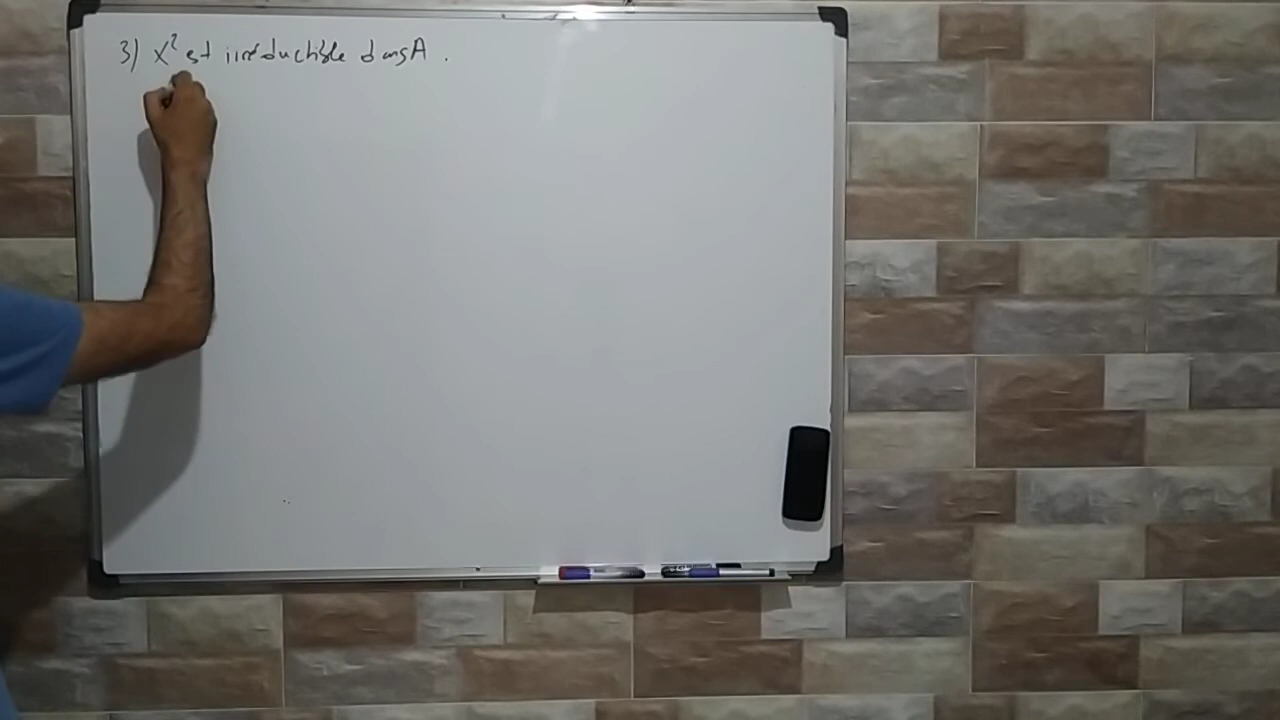 3) X² est irréductible dans A .